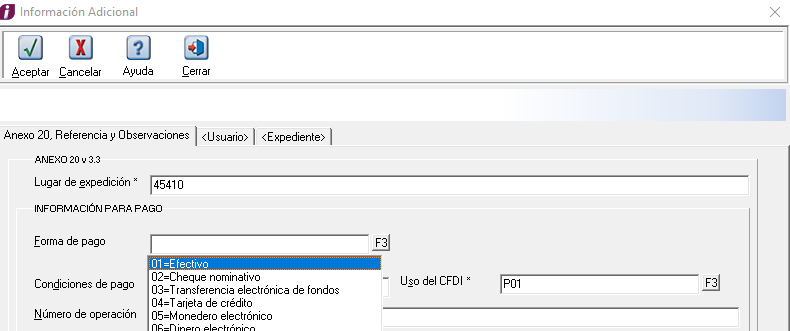 Información Adicional
Aceptar Cancelar Ayuda Cerrar
Anexo 20, Referencia y Observaciones <Usuario> <Expediente>
ANEXO 20 v 3.3
Lugar de expedición * 45410
INFORMACIÓN PARA PAGO
Forma de pago F3
01=Efectivo
02=Cheque nominativo
Condiciones de pago Uso del CFDI * P01 F3
03=Transferencia electrónica de fondos
04=Tarjeta de crédito
Número de operación 05=Monedero electrónico
06=Dinero electrónico